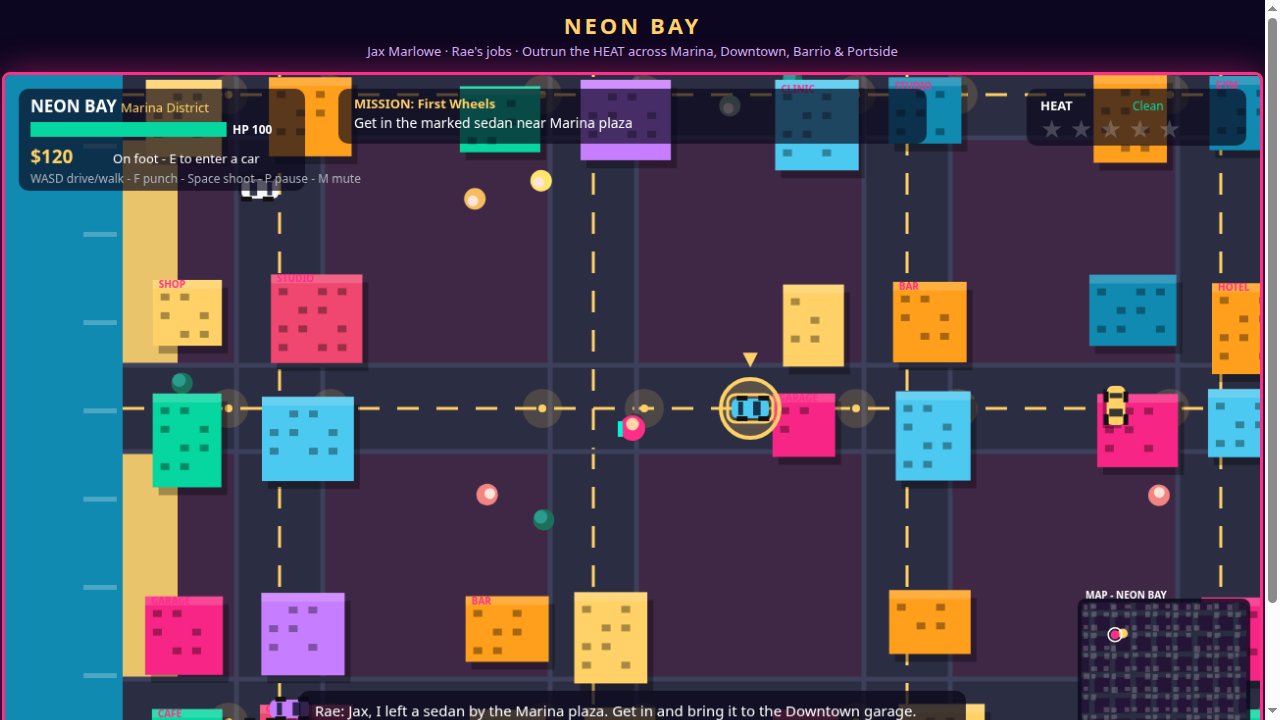 NEON BAY
Jax Marlowe · Rae's jobs · Outrun the HEAT across Marina, Downtown, Barrio & Portside
NEON BAY Marina District
HP 100
$120 On foot - E to enter a car
WASD drive/walk - F punch - Space shoot - P pause - M mute
MISSION: First Wheels
Get in the marked sedan near Marina plaza
HEAT Clean
CLINIC
STUDIO
GYM
SHOP
STUDIO
BAR
HOTEL
GARAGE
GARAGE
BAR
MAP - NEON BAY
CAFE
Rae: Jax, I left a sedan by the Marina plaza. Get in and bring it to the Downtown garage.